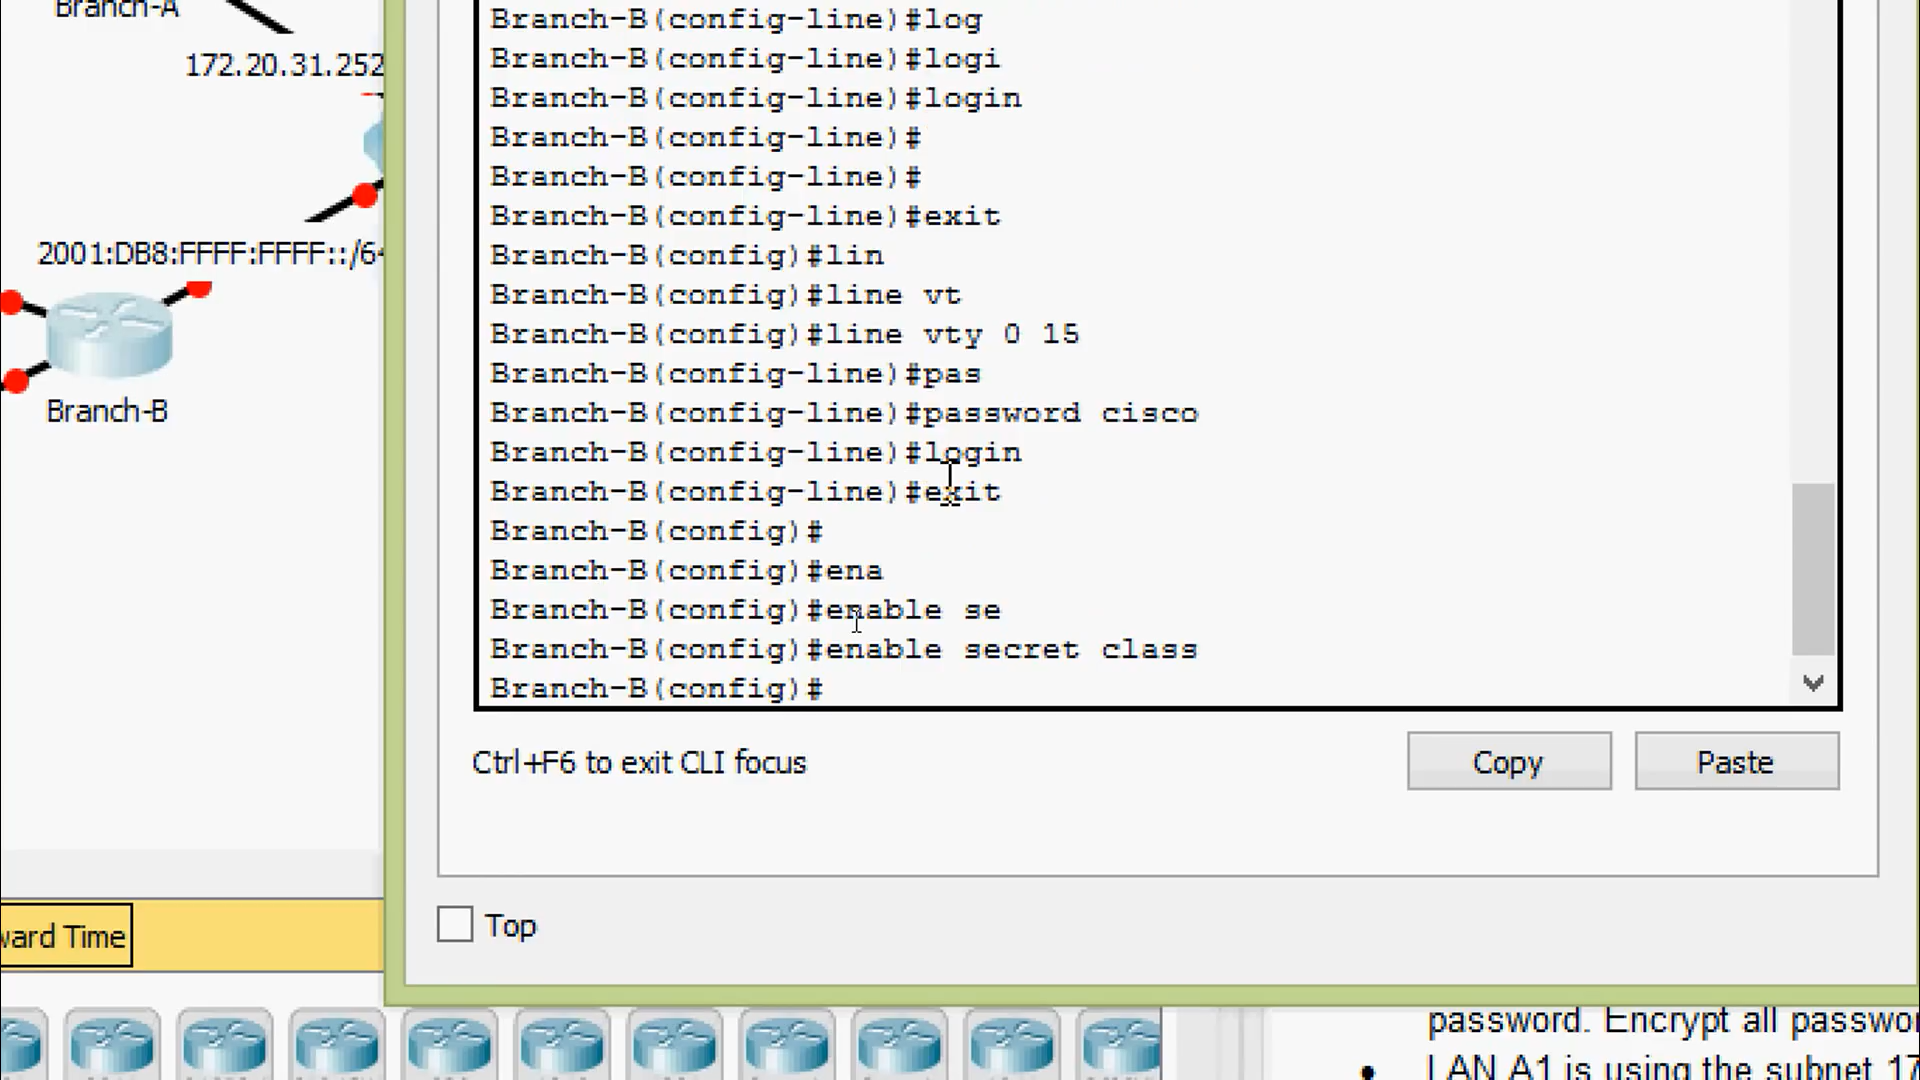 Branch-A
172.20.31.252
2001:DB8:FFFF:FFFF::/64
Branch-B
Branch-B(config-line)#log
Branch-B(config-line)#logi
Branch-B(config-line)#login
Branch-B(config-line)#
Branch-B(config-line)#
Branch-B(config-line)#exit
Branch-B(config)#lin
Branch-B(config)#line vt
Branch-B(config)#line vty 0 15
Branch-B(config-line)#pas
Branch-B(config-line)#password cisco
Branch-B(config-line)#login
Branch-B(config-line)#exit
Branch-B(config)#
Branch-B(config)#ena
Branch-B(config)#enable se
Branch-B(config)#enable secret class
Branch-B(config)#
Ctrl+F6 to exit CLI focus
Copy
Paste
Top
ward Time
password. Encrypt all passwo
• LAN A1 is using the subnet 17